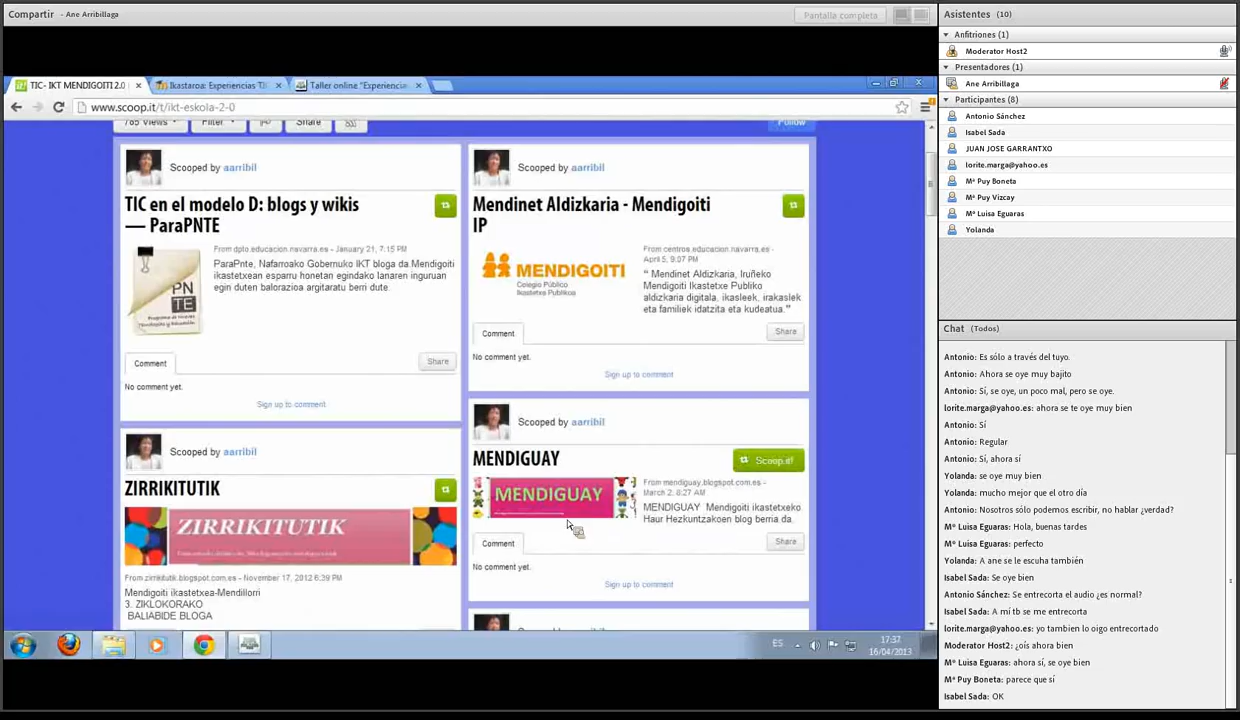 Compartir - Ane Arribillaga
Pantalla completa
TIC- IKT MENDIGOITI 2.0
Ikastaroa: Experiencias "D
Taller online "Experiencia
www.scoop.it/t/ikt-eskola-2-0
785 Views
Filter
Share
Follow
Scooped by aarribil
TIC en el modelo D: blogs y wikis
— ParaPNTE
From dpto.educacion.navarra.es - January 21, 7:15 PM
ParaPnte, Nafarroako Gobernuko IKT bloga da Mendigoiti
ikastetxean esparru honetan egindako lanaren inguruan
egin duten balorazioa argitaratu berri dute.
PN
TE
Comment
Share
No comment yet.
Sign up to comment
Scooped by aarribil
ZIRRIKITUTIK
ZIRRIKITUTIK
From zirrikitutik.blogspot.com.es - November 17, 2012 6:39 PM
Mendigoiti ikastetxea-Mendillorri
3. ZIKLOKORAKO
BALIABIDE BLOGA
Scooped by aarribil
Mendinet Aldizkaria - Mendigoiti
IP
MENDIGOITI
Colegio Público
Ikastetxe Publikoa
From centros.educacion.navarra.es -
April 5, 9:07 PM
" Mendinet Aldizkaria, Iruñeko
Mendigoiti Ikastetxe Publiko
aldizkaria digitala, ikasleek, irakaslek
eta familiek idatzita eta kudeatua."
Comment
Share
No comment yet.
Sign up to comment
Scooped by aarribil
MENDIGUAY
Scoop.it!
MENDIGUAY
From mendiguay.blogspot.com.es -
March 2, 8:27 AM
MENDIGUAY Mendigoiti ikastetxeko
Haur Hezkuntzakoen blog berria da.
Comment
Share
No comment yet.
Sign up to comment
ES
17:37
16/04/2013
Asistentes (10)
Anfitriones (1)
Moderator Host2
Presentadores (1)
Ane Arribillaga
Participantes (8)
Antonio Sánchez
Isabel Sada
JUAN JOSE GARRANTXO
lorite.marga@yahoo.es
Mª Puy Boneta
Mª Puy Vizcay
M² Luisa Eguaras
Yolanda
Chat (Todos)
Antonio: Es sólo a través del tuyo.
Antonio: Ahora se oye muy bajito
Antonio: Sí, se oye, un poco mal, pero se oye.
lorite.marga@yahoo.es: ahora se te oye muy bien
Antonio: Sí
Antonio: Regular
Antonio: Sí, ahora sí
Yolanda: se oye muy bien
Yolanda: mucho mejor que el otro día
Antonio: Nosotros sólo podemos escribir, no hablar ¿verdad?
Mª Luisa Eguaras: Hola, buenas tardes
Mª Luisa Eguaras: perfecto
Yolanda: A ane se le escuha también
Isabel Sada: Se oye bien
Antonio Sánchez: Se entrecorta el audio ¿es normal?
Isabel Sada: A mí tb se me entrecorta
lorite.marga@yahoo.es: yo tambien lo oigo entrecortado
Moderator Host2: ¿oís ahora bien
Mª Luisa Eguaras: ahora sí, se oye bien
Mª Puy Boneta: parece que sí
Isabel Sada: OK